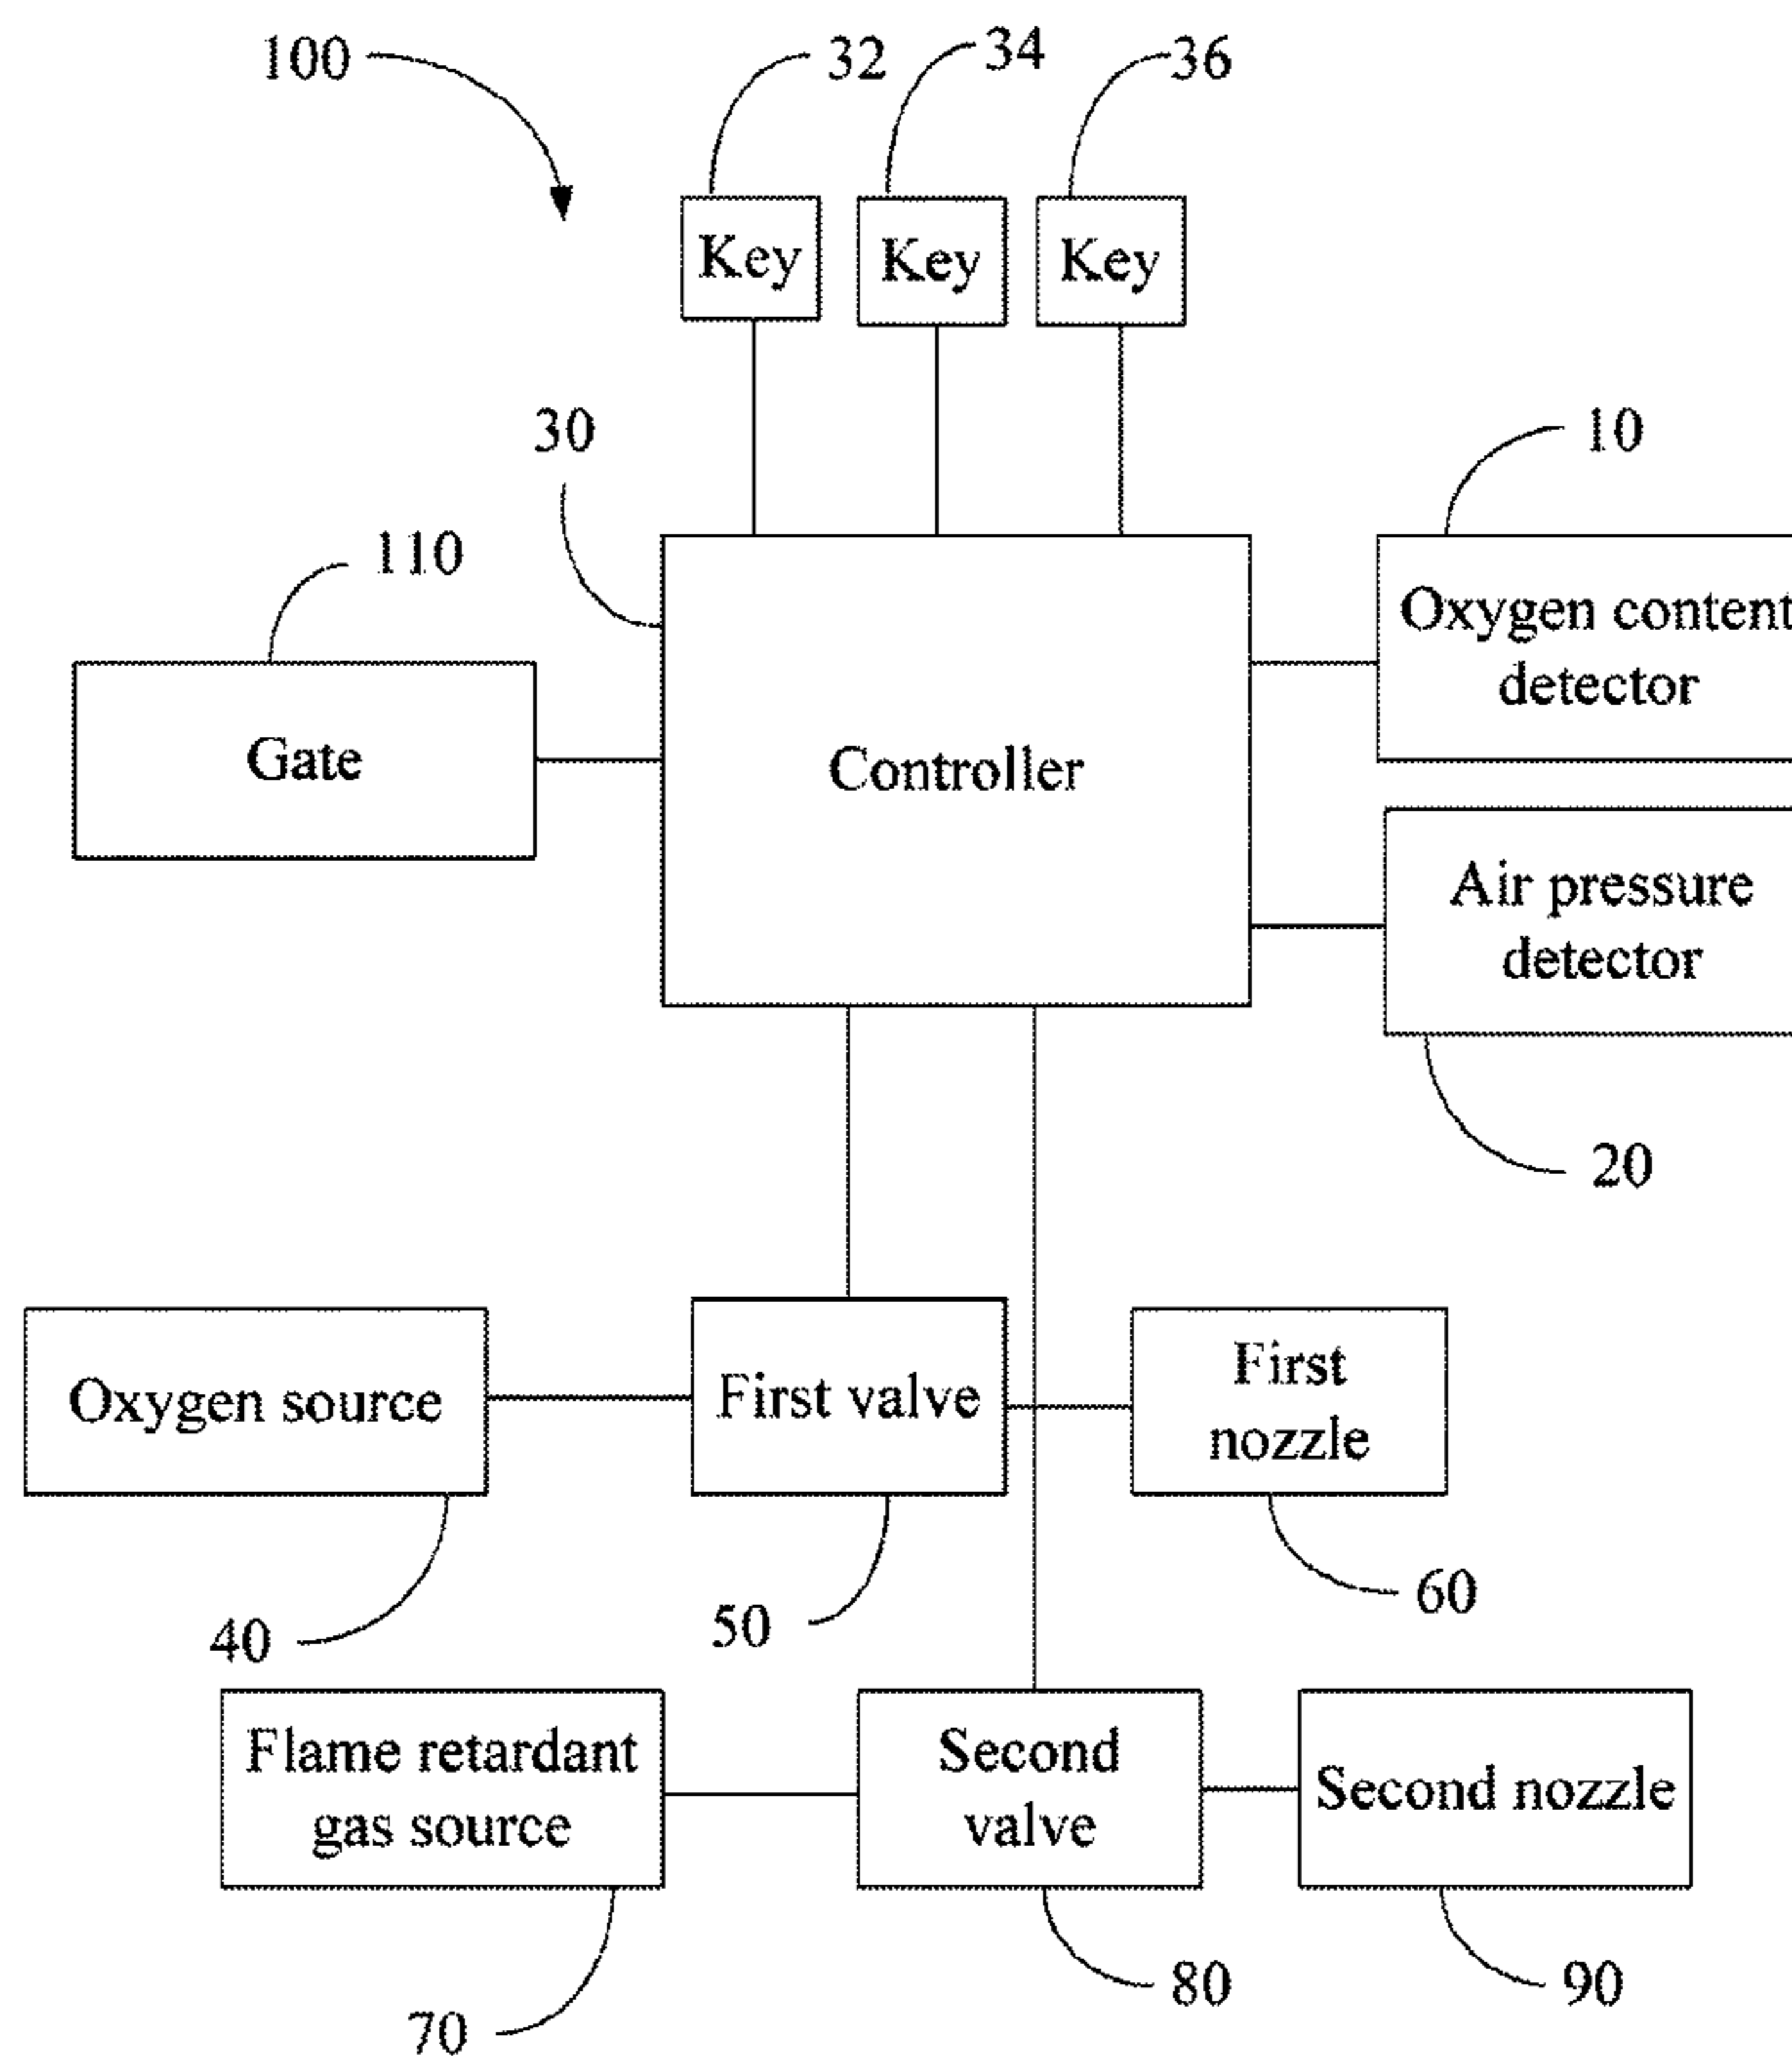 100
32
34
36
Key
Key
Key
30
10
110
Oxygen content
detector
Gate
Controller
Air pressure
detector
20
Oxygen source
First valve
First
nozzle
40
50
60
Flame retardant
gas source
Second
valve
Second nozzle
70
80
90